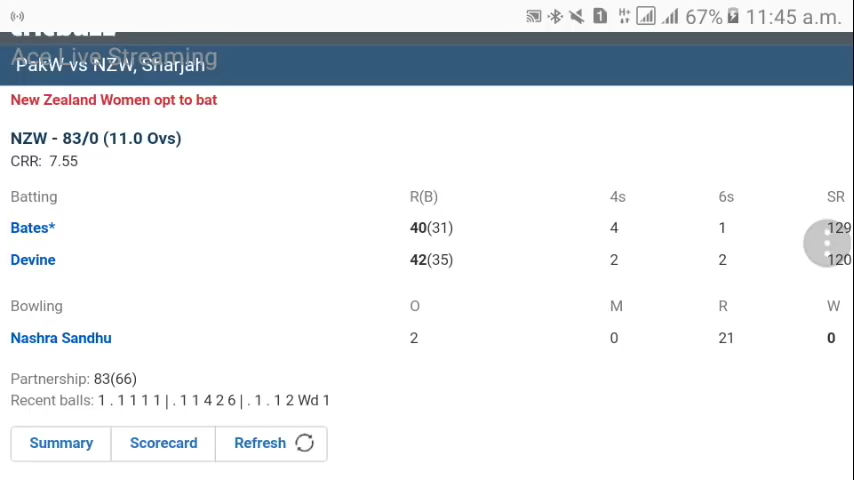 67% 11:45 a.m.
Ace Live Streaming
PakW vs NZW, Sharjah
New Zealand Women opt to bat
NZW - 83/0 (11.0 Ovs)
CRR: 7.55
Batting R(B) 4s 6s SR
Bates* 40(31) 4 1 129
Devine 42(35) 2 2 120
Bowling O M R W
Nashra Sandhu 2 0 21 0
Partnership: 83(66)
Recent balls: 1 . 1 1 1 1 | . 1 1 4 2 6 | . 1 . 1 2 Wd 1
Summary Scorecard Refresh